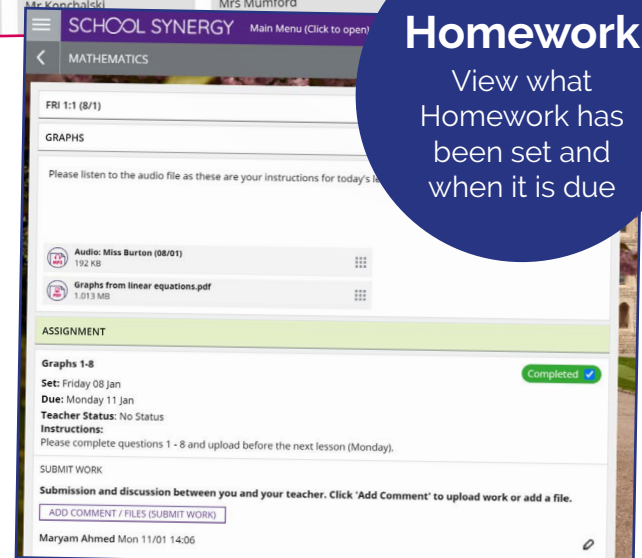 Mr Konchalski
Mrs Mumford
SCHOOL SYNERGY Main Menu (Click to open)
MATHEMATICS
Homework
View what
Homework has
been set and
when it is due
FRI 1:1 (8/1)
GRAPHS
Please listen to the audio file as these are your instructions for today's
MP3
Audio: Miss Burton (08/01)
192 KB
PDF
Graphs from linear equations.pdf
1.013 MB
ASSIGNMENT
Graphs 1-8
Completed
Set: Friday 08 Jan
Due: Monday 11 Jan
Teacher Status: No Status
Instructions:
Please complete questions 1 - 8 and upload before the next lesson (Monday).
SUBMIT WORK
Submission and discussion between you and your teacher. Click 'Add Comment' to upload work or add a file.
ADD COMMENT / FILES (SUBMIT WORK)
Maryam Ahmed Mon 11/01 14:06